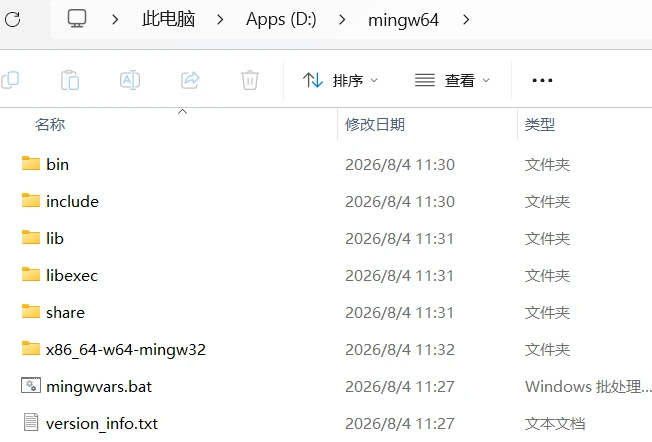 此电脑 > Apps (D:) > mingw64 >
排序 查看 •••
名称 修改日期 类型
bin 2026/8/4 11:30 文件夹
include 2026/8/4 11:30 文件夹
lib 2026/8/4 11:31 文件夹
libexec 2026/8/4 11:31 文件夹
share 2026/8/4 11:31 文件夹
x86_64-w64-mingw32 2026/8/4 11:32 文件夹
mingwvars.bat 2026/8/4 11:27 Windows 批处理...
version_info.txt 2026/8/4 11:27 文本文档